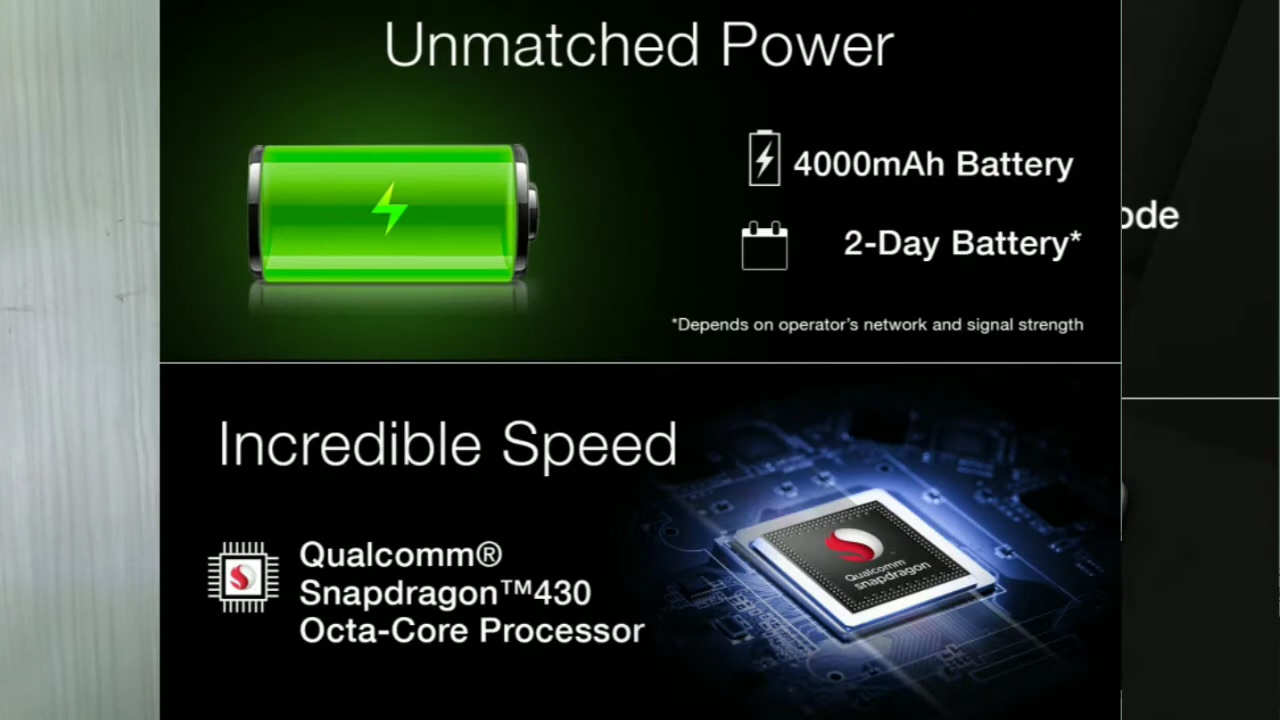 Unmatched Power
4000mAh Battery
2-Day Battery*
ode
*Depends on operator's network and signal strength
Incredible Speed
Qualcomm®
Snapdragon™430
Octa-Core Processor
Qualcomm
snapdragon